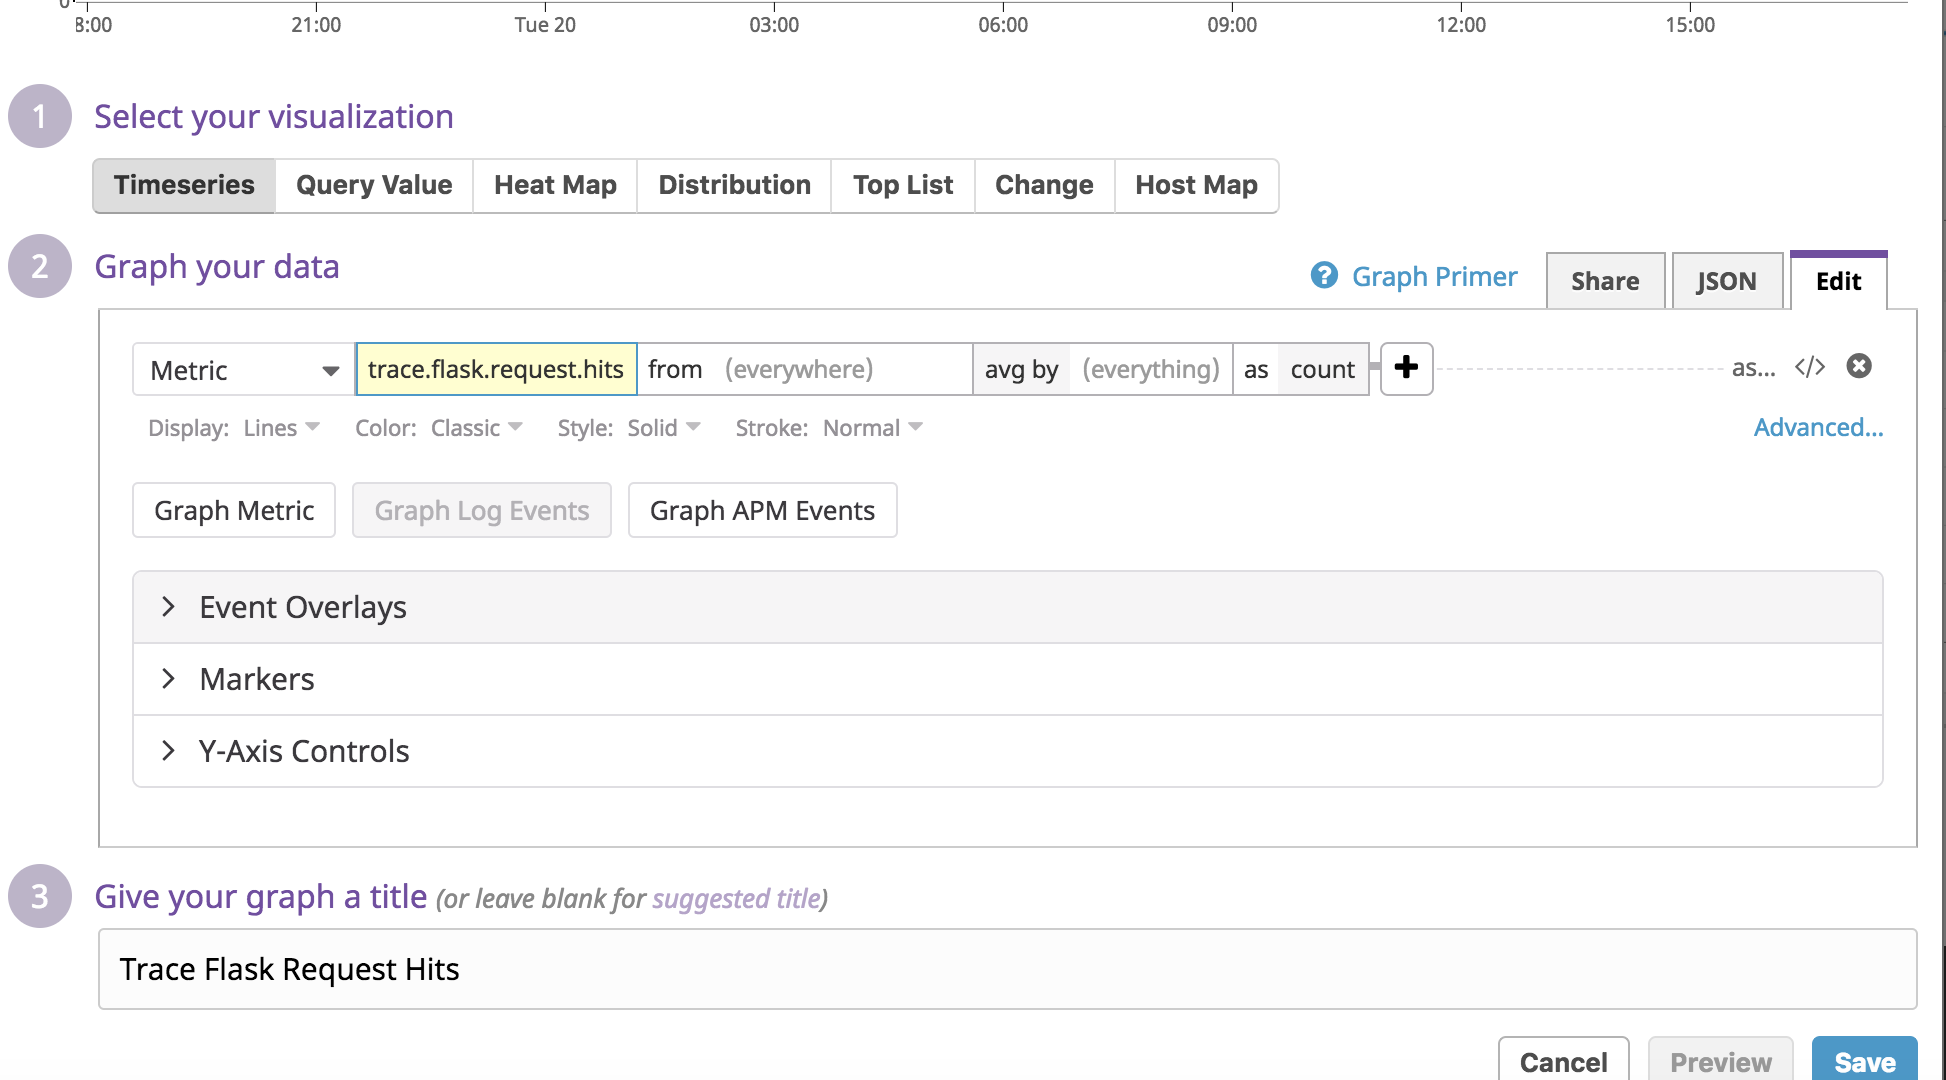 0
8:00 21:00 Tue 20 03:00 06:00 09:00 12:00 15:00
1 Select your visualization
Timeseries Query Value Heat Map Distribution Top List Change Host Map
2 Graph your data
? Graph Primer Share JSON Edit
Metric trace.flask.request.hits from (everywhere) avg by (everything) as count + as... </>
Display: Lines Color: Classic Style: Solid Stroke: Normal Advanced...
Graph Metric Graph Log Events Graph APM Events
Event Overlays
Markers
Y-Axis Controls
3 Give your graph a title (or leave blank for suggested title)
Trace Flask Request Hits
Cancel Preview Save